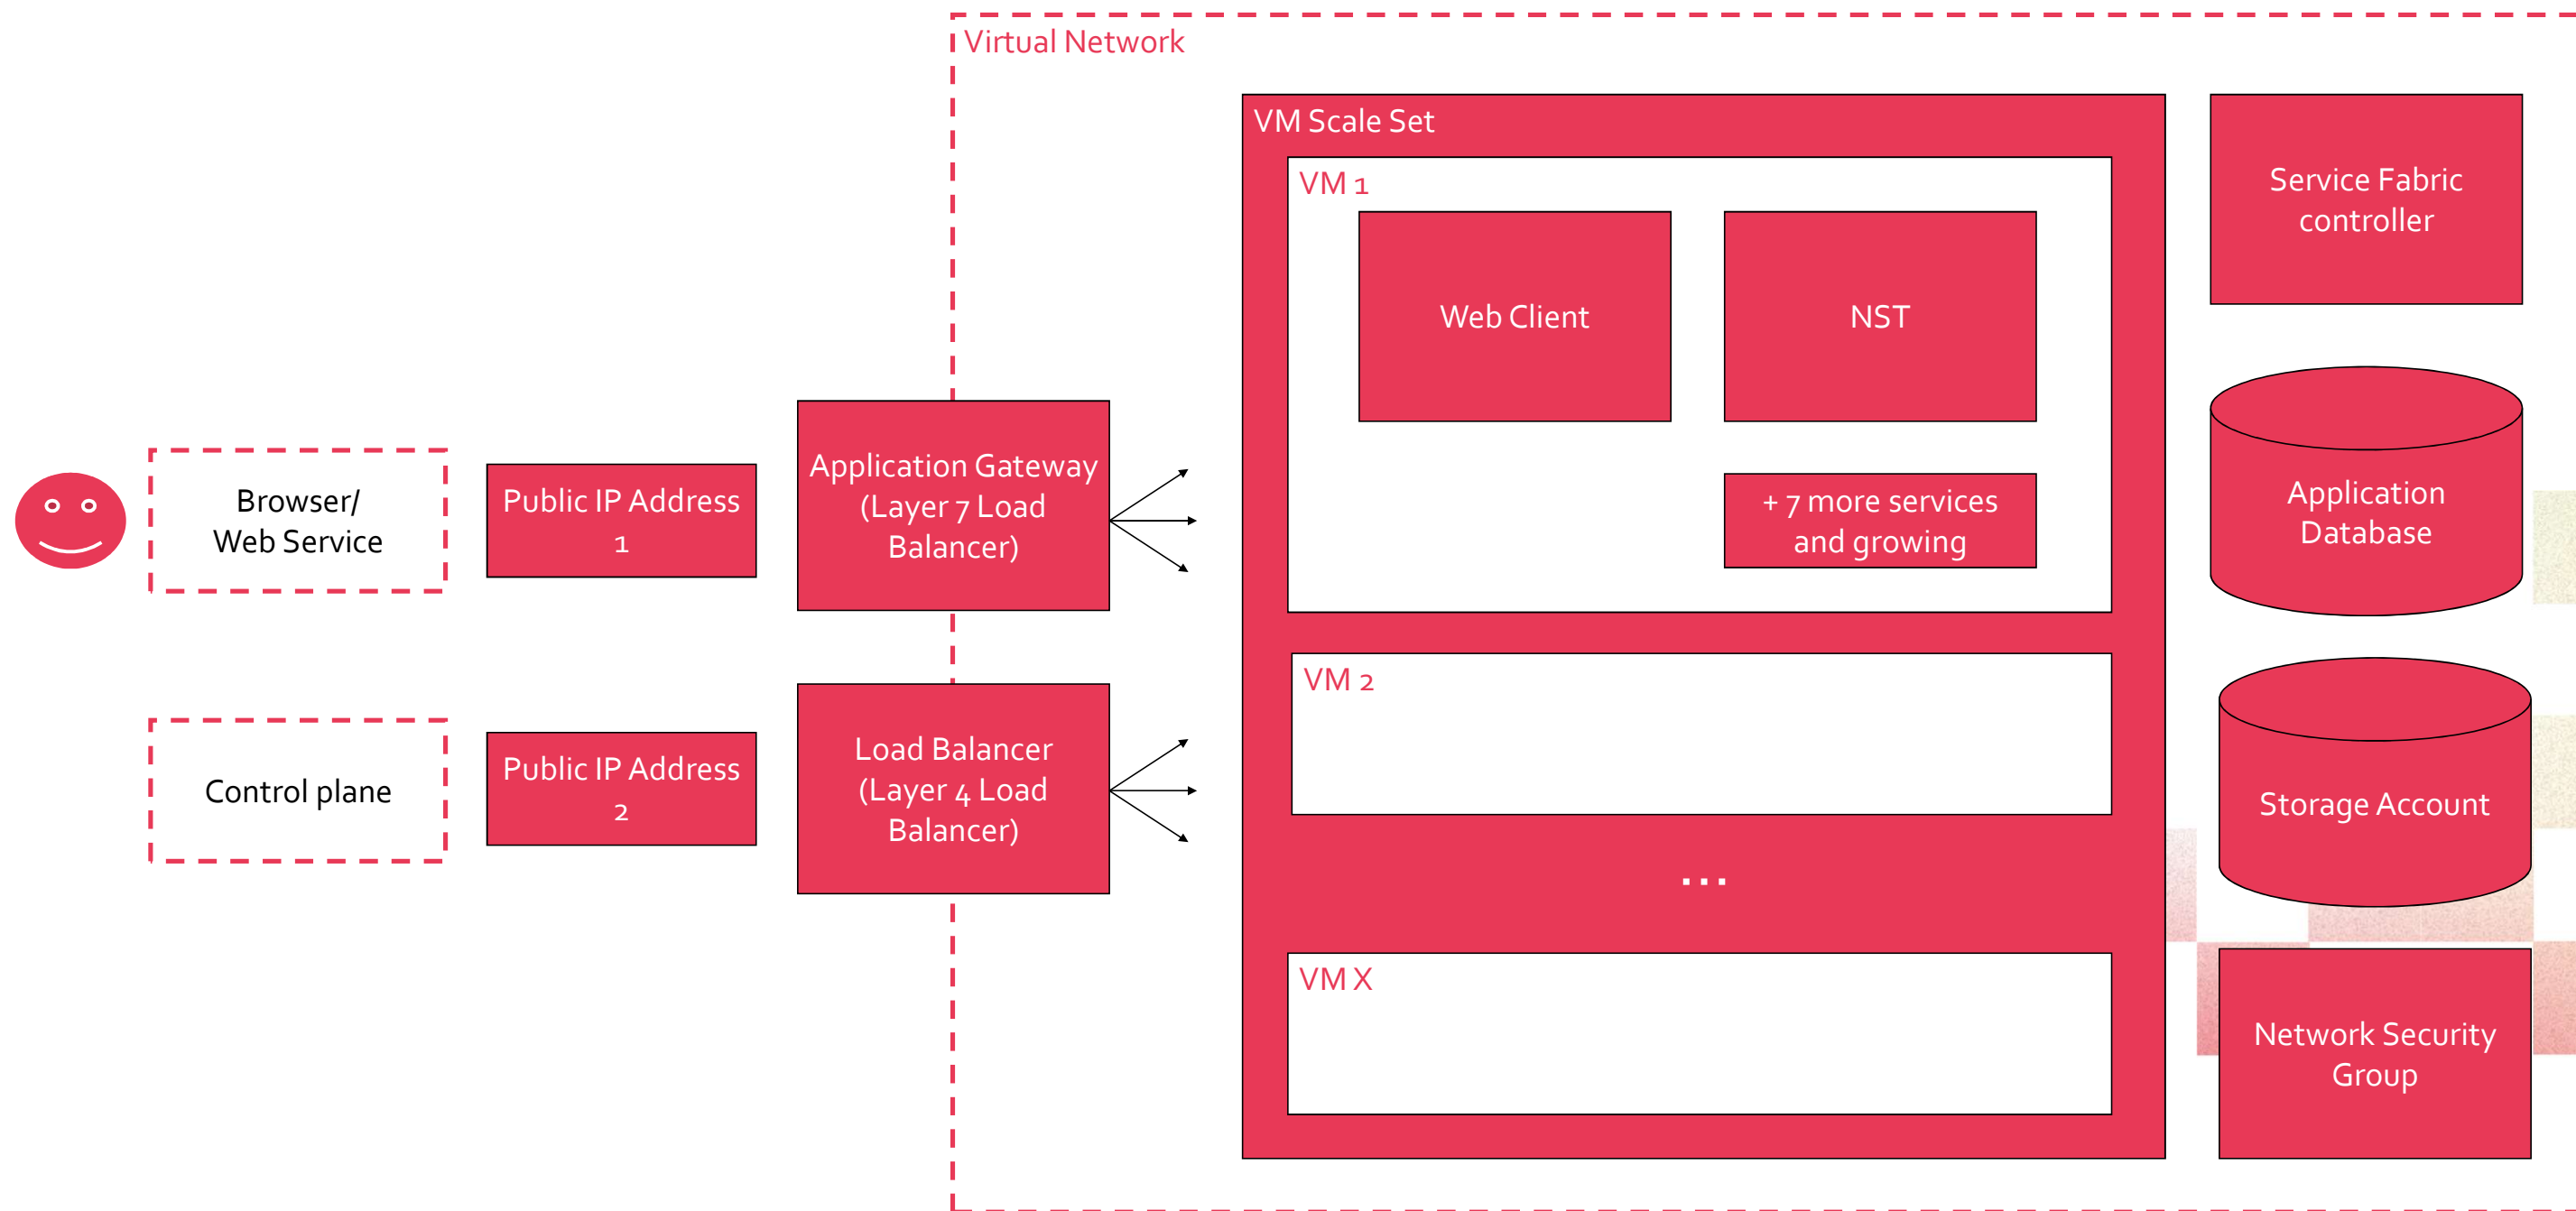 Virtual Network
VM Scale Set
VM 1
Web Client
NST
+ 7 more services
and growing
VM 2
...
VM X
Service Fabric
controller
Application
Database
Storage Account
Network Security
Group
Browser/
Web Service
Public IP Address
1
Application Gateway
(Layer 7 Load
Balancer)
Control plane
Public IP Address
2
Load Balancer
(Layer 4 Load
Balancer)